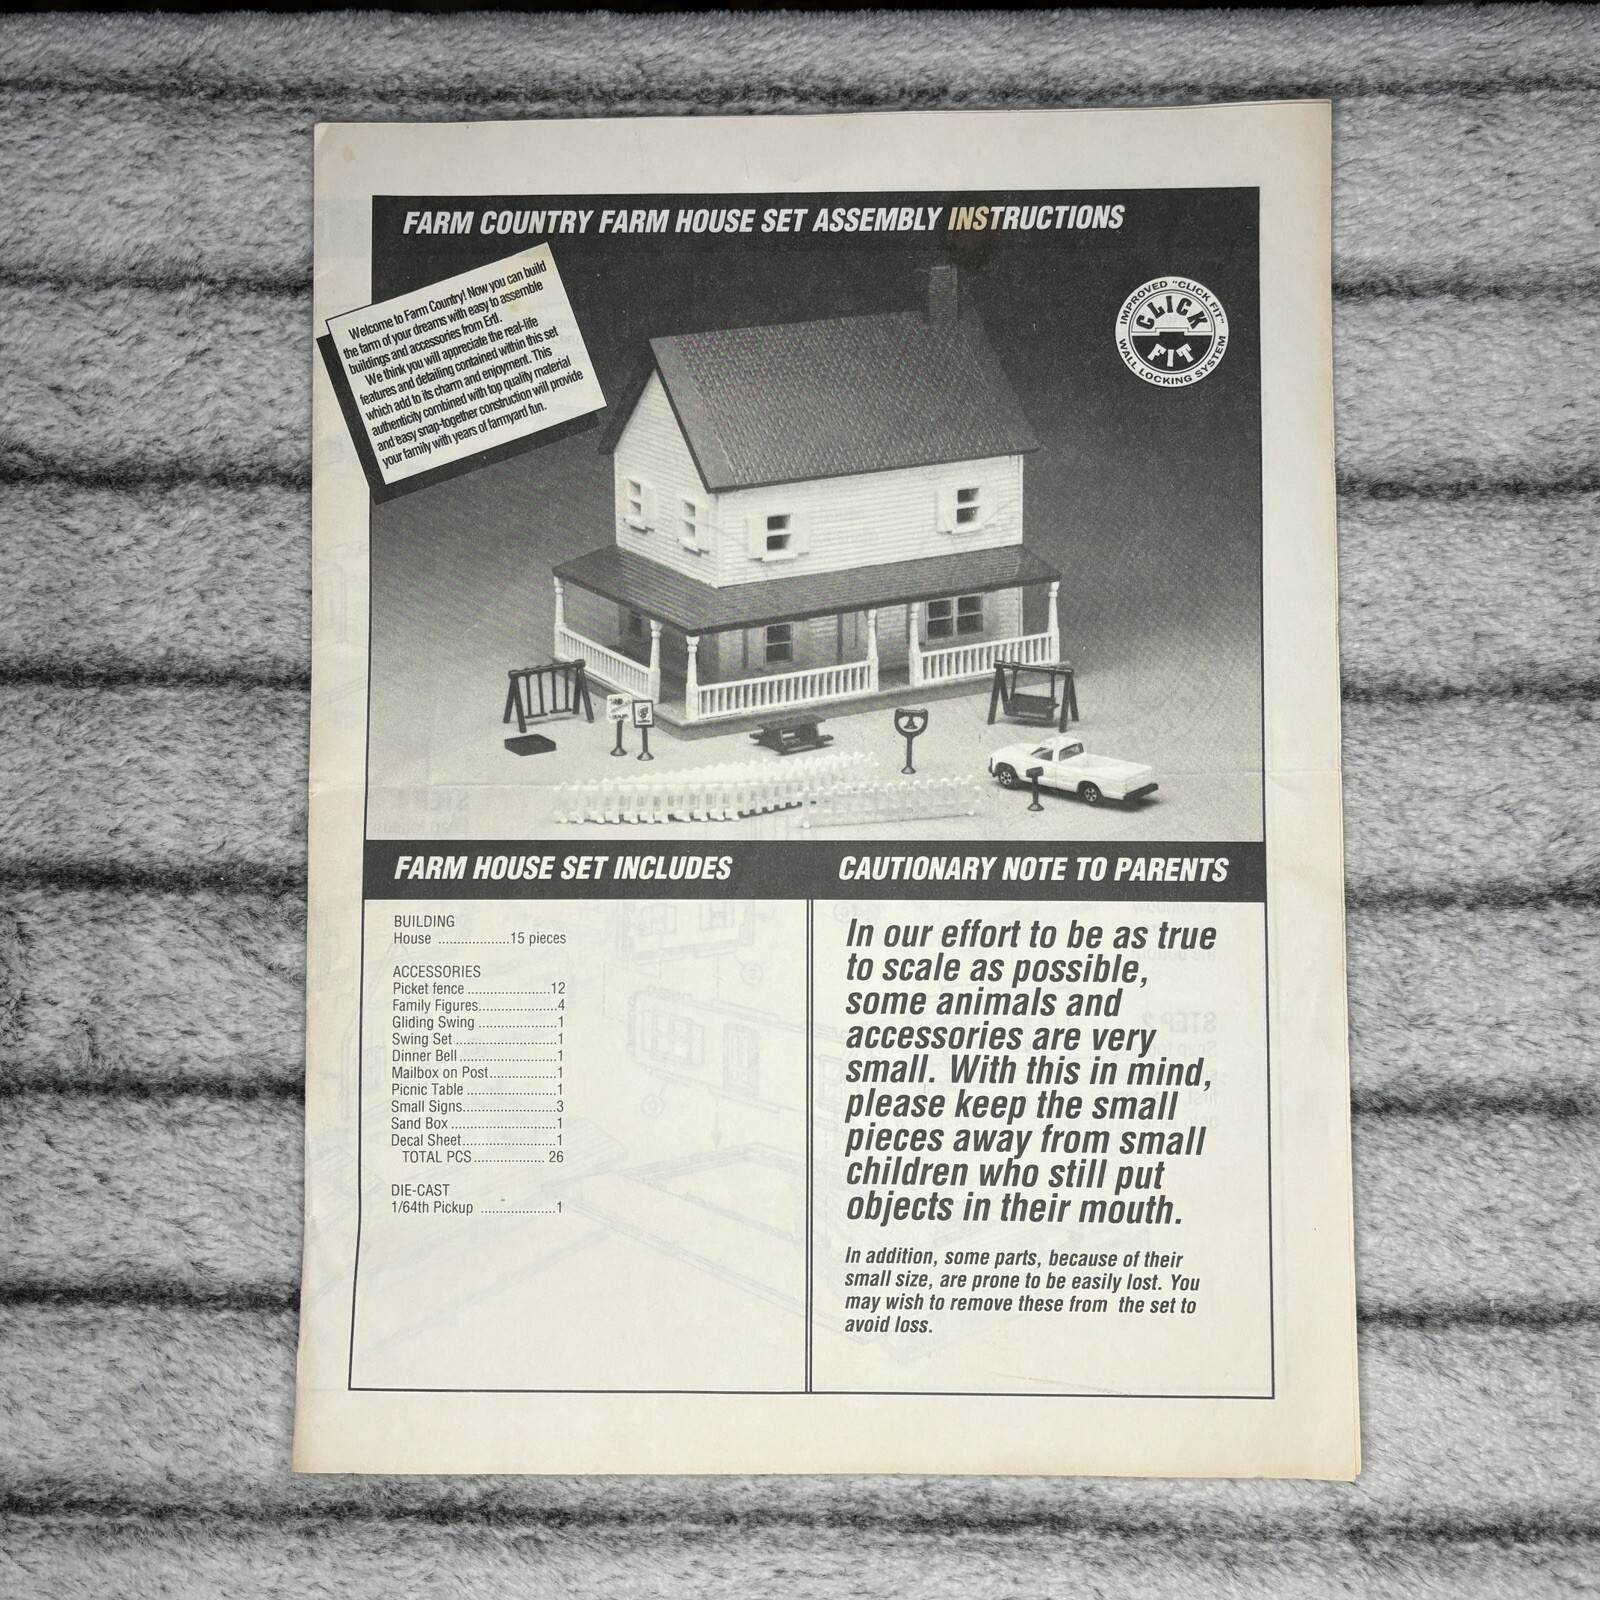 FARM COUNTRY FARM HOUSE SET ASSEMBLY INSTRUCTIONS
Welcome to Farm Country! Now you can build
the farm of your dreams with easy to assemble
buildings and accessories from Ertl.
We think you will appreciate the real-life
features and detailing contained within this set
which add to its charm and enjoyment. This
authenticity combined with top quality material
and easy snap-together construction will provide
your family with years of farmyard fun.
IMPROVED "CLICK FIT"
CLICK
FIT
WALL LOCKING SYSTEM
FARM HOUSE SET INCLUDES
BUILDING
House ...................15 pieces
ACCESSORIES
Picket fence ......................12
Family Figures.....................4
Gliding Swing .....................1
Swing Set ...........................1
Dinner Bell..........................1
Mailbox on Post..................1
Picnic Table ........................1
Small Signs.........................3
Sand Box .............................1
Decal Sheet.........................1
TOTAL PCS................... 26
DIE-CAST
1/64th Pickup ....................1
CAUTIONARY NOTE TO PARENTS
In our effort to be as true
to scale as possible,
some animals and
accessories are very
small. With this in mind,
please keep the small
pieces away from small
children who still put
objects in their mouth.
In addition, some parts, because of their
small size, are prone to be easily lost. You
may wish to remove these from the set to
avoid loss.